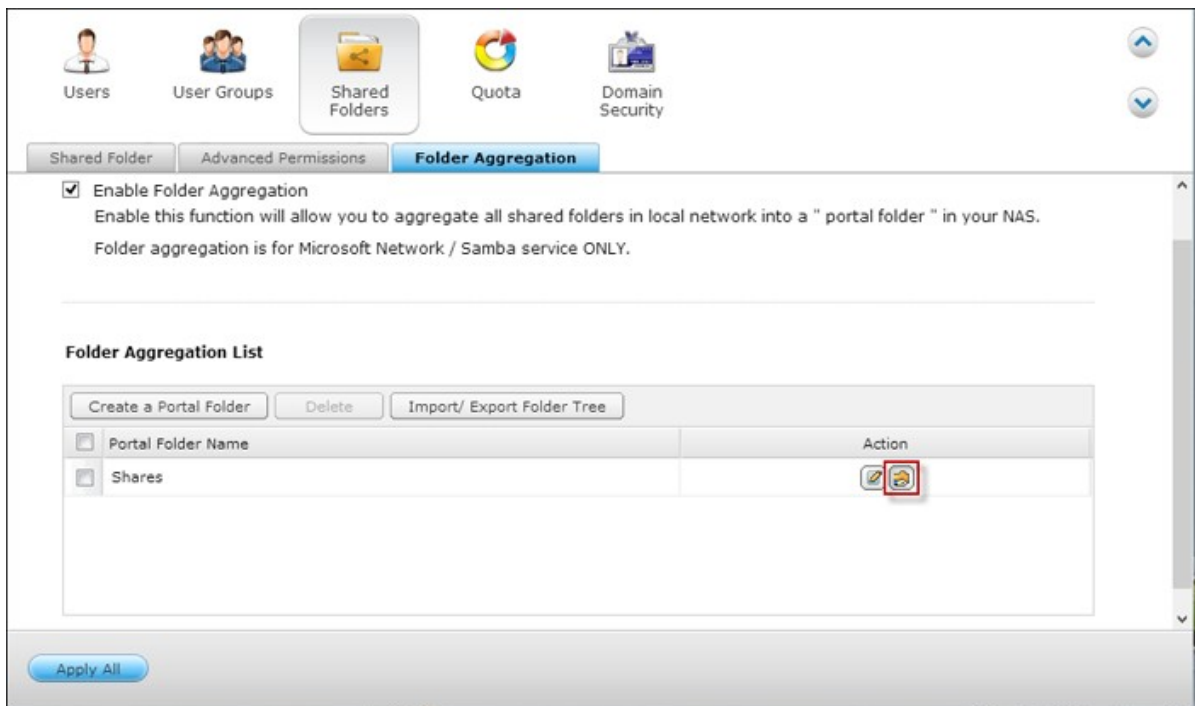 Users
User Groups
Shared
Folders
Quota
Domain
Security
Shared Folder
Advanced Permissions
Folder Aggregation
Enable Folder Aggregation
Enable this function will allow you to aggregate all shared folders in local network into a " portal folder " in your NAS.
Folder aggregation is for Microsoft Network / Samba service ONLY.
Folder Aggregation List
Create a Portal Folder
Delete
Import/ Export Folder Tree
Portal Folder Name
Action
Shares
Apply All